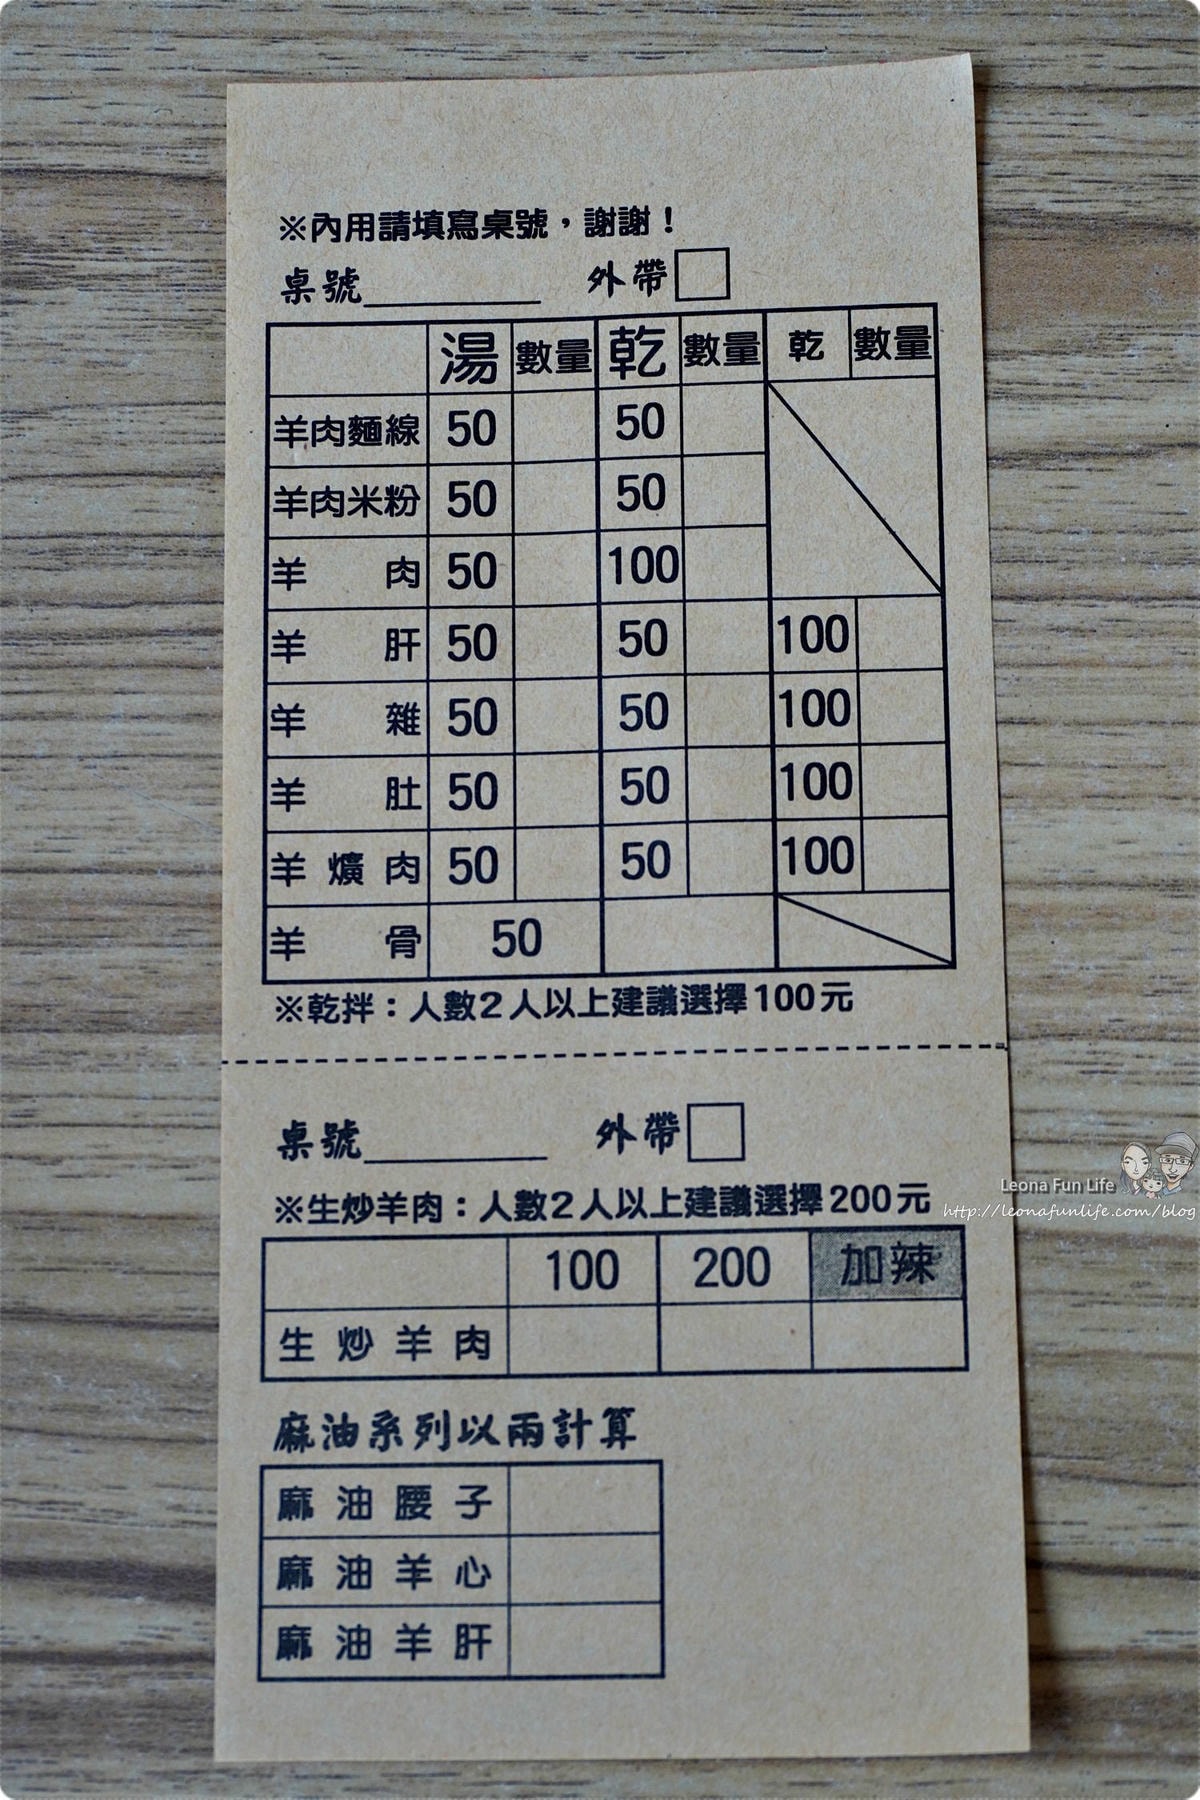 ※內用請填寫桌號，謝謝！
桌號 外帶
湯 數量 乾 數量 乾 數量
羊肉麵線 50 50
羊肉米粉 50 50
羊肉 50 100
羊肝 50 50 100
羊雜 50 50 100
羊肚 50 50 100
羊爌肉 50 50 100
羊骨 50
※乾拌：人數2人以上建議選擇100元
桌號 外帶
※生炒羊肉：人數2人以上建議選擇200元
100 200 加辣
生炒羊肉
麻油系列以兩計算
麻油腰子
麻油羊心
麻油羊肝
Leona Fun Life
http://leonafunlife.com/blog